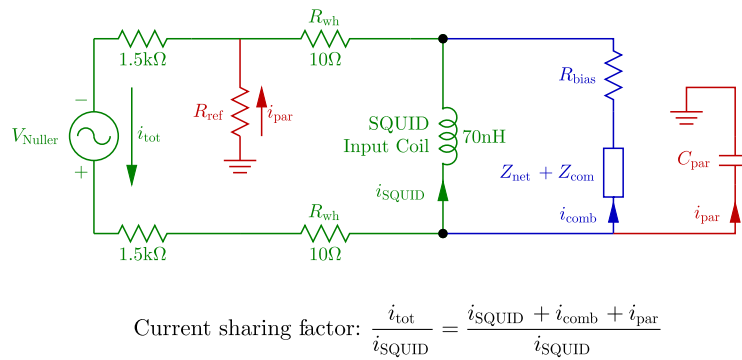 R_wh
1.5kΩ
10Ω
−
V_Nuller
+
i_tot
R_ref
i_par
SQUID
Input Coil
70nH
i_SQUID
R_bias
Z_net + Z_com
i_comb
C_par
i_par
R_wh
1.5kΩ
10Ω
Current sharing factor: i_tot / i_SQUID = (i_SQUID + i_comb + i_par) / i_SQUID